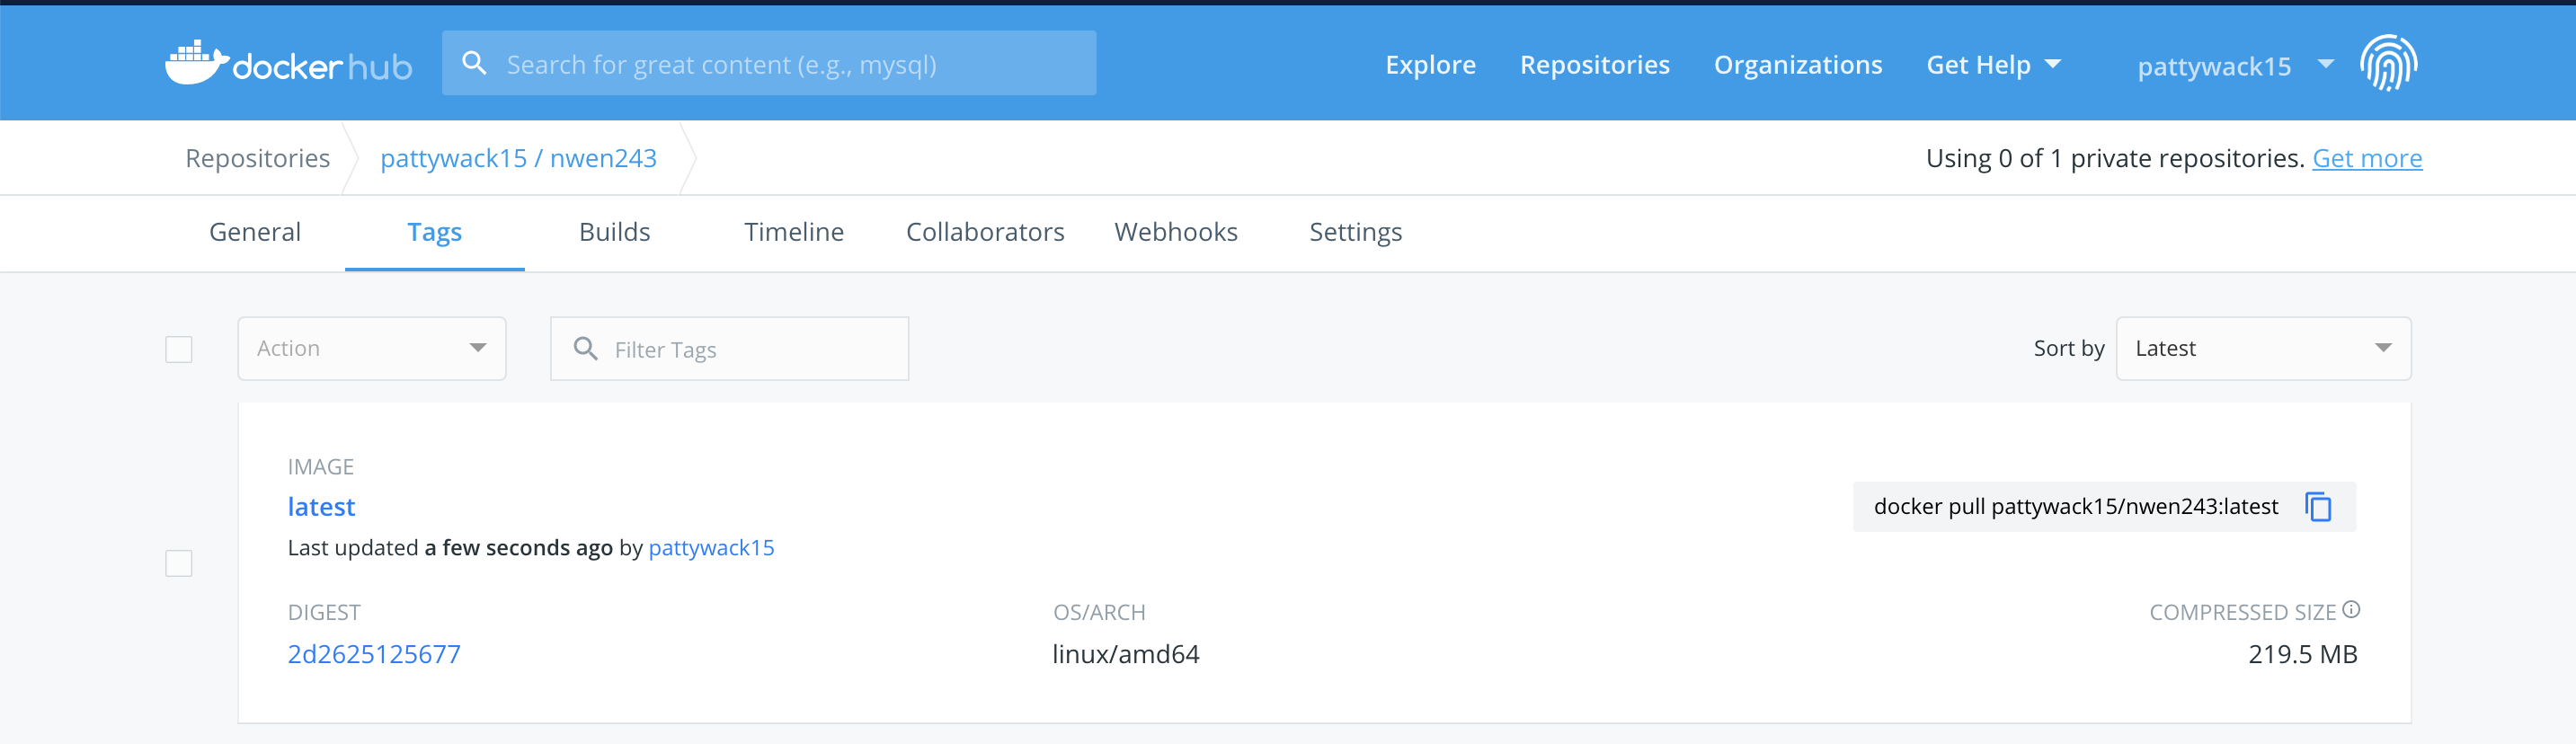 dockerhub
Search for great content (e.g., mysql)
Explore Repositories Organizations Get Help pattywack15
Repositories pattywack15 / nwen243 Using 0 of 1 private repositories. Get more
General Tags Builds Timeline Collaborators Webhooks Settings
Action Filter Tags Sort by Latest
IMAGE
latest docker pull pattywack15/nwen243:latest
Last updated a few seconds ago by pattywack15
DIGEST OS/ARCH COMPRESSED SIZE
2d2625125677 linux/amd64 219.5 MB